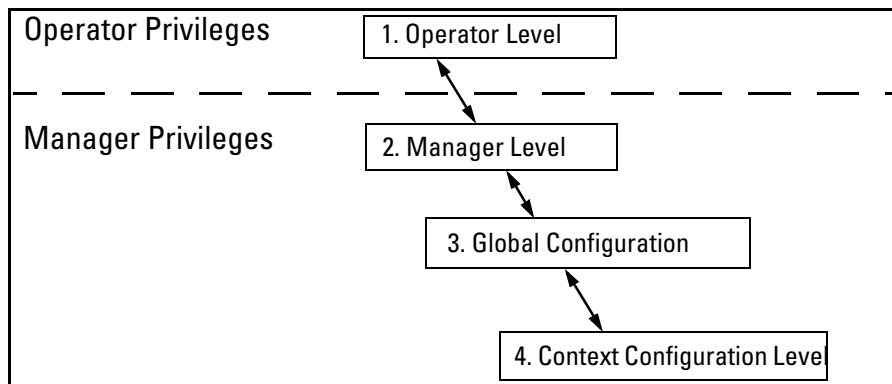 Operator Privileges
1. Operator Level
Manager Privileges
2. Manager Level
3. Global Configuration
4. Context Configuration Level